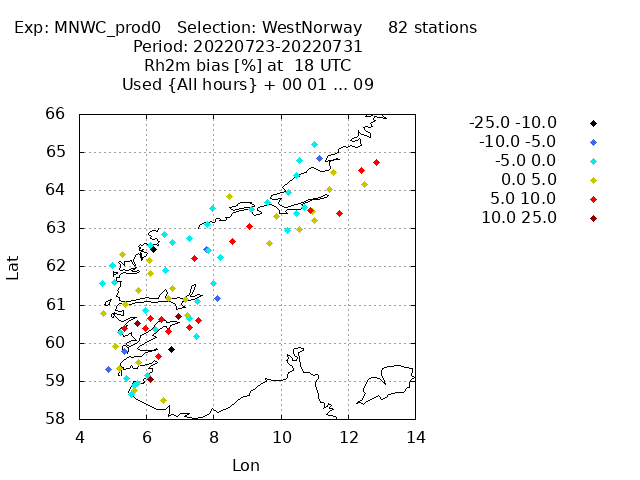 Exp: MNWC_prod0 Selection: WestNorway 82 stations
Period: 20220723-20220731
Rh2m bias [%] at 18 UTC
Used {All hours} + 00 01 ... 09
-25.0 -10.0
-10.0 -5.0
-5.0 0.0
0.0 5.0
5.0 10.0
10.0 25.0
66
65
64
63
62
61
60
59
58
Lat
4 6 8 10 12 14
Lon